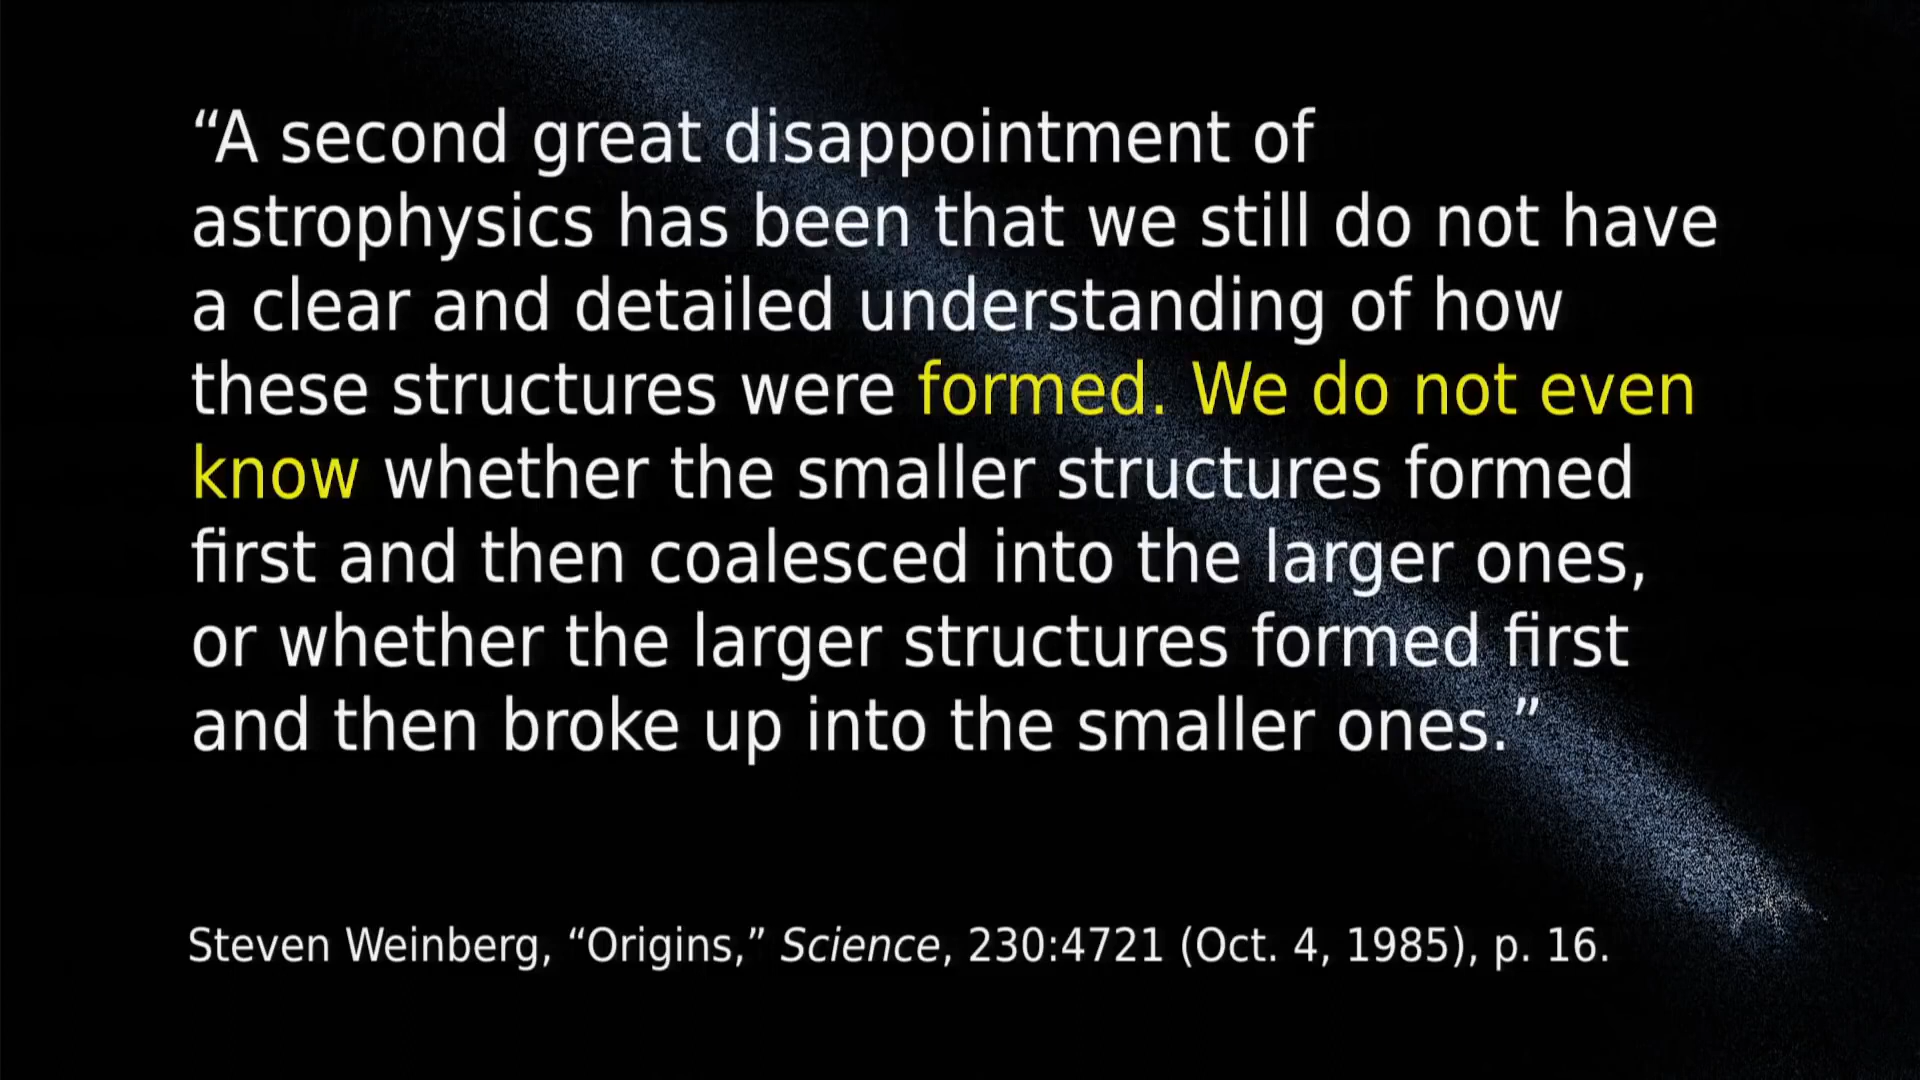 “A second great disappointment of
astrophysics has been that we still do not have
a clear and detailed understanding of how
these structures were formed. We do not even
know whether the smaller structures formed
first and then coalesced into the larger ones,
or whether the larger structures formed first
and then broke up into the smaller ones.”
Steven Weinberg, “Origins,” Science, 230:4721 (Oct. 4, 1985), p. 16.